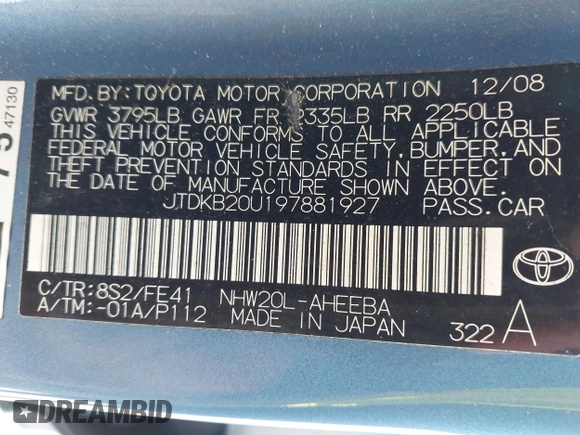 MFD. BY: TOYOTA MOTOR CORPORATION 12/08
GVWR 3795LB GAWR FR 2335LB RR 2250LB
THIS VEHICLE CONFORMS TO ALL APPLICABLE
FEDERAL MOTOR VEHICLE SAFETY, BUMPER, AND
THEFT PREVENTION STANDARDS IN EFFECT ON
THE DATE OF MANUFACTURE SHOWN ABOVE.
JTDKB20U197881927 PASS. CAR
C/TR: 8S2/FE41 NHW20L-AHEEBA
A/TM: -01A/P112 MADE IN JAPAN 322 A
47130
DREAMBID